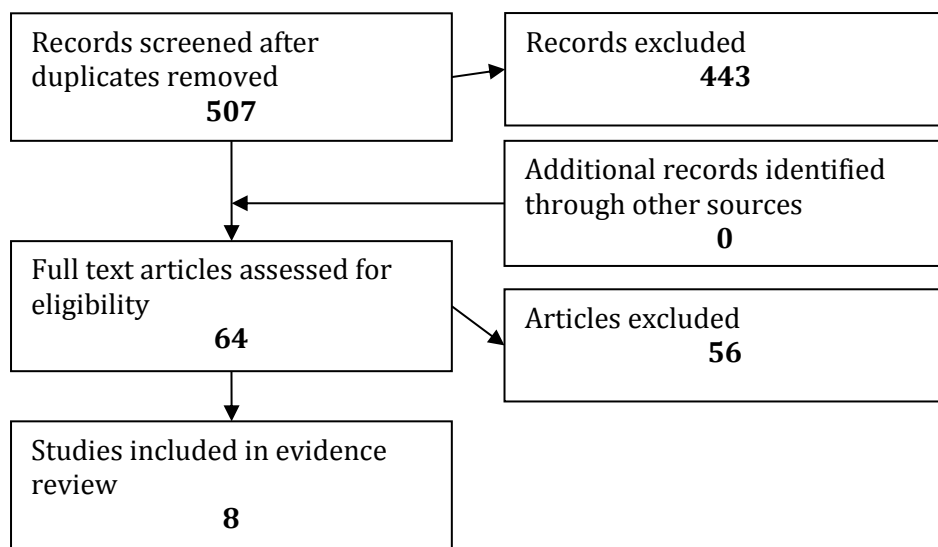 Records screened after
duplicates removed
507
Records excluded
443
Additional records identified
through other sources
0
Full text articles assessed for
eligibility
64
Articles excluded
56
Studies included in evidence
review
8